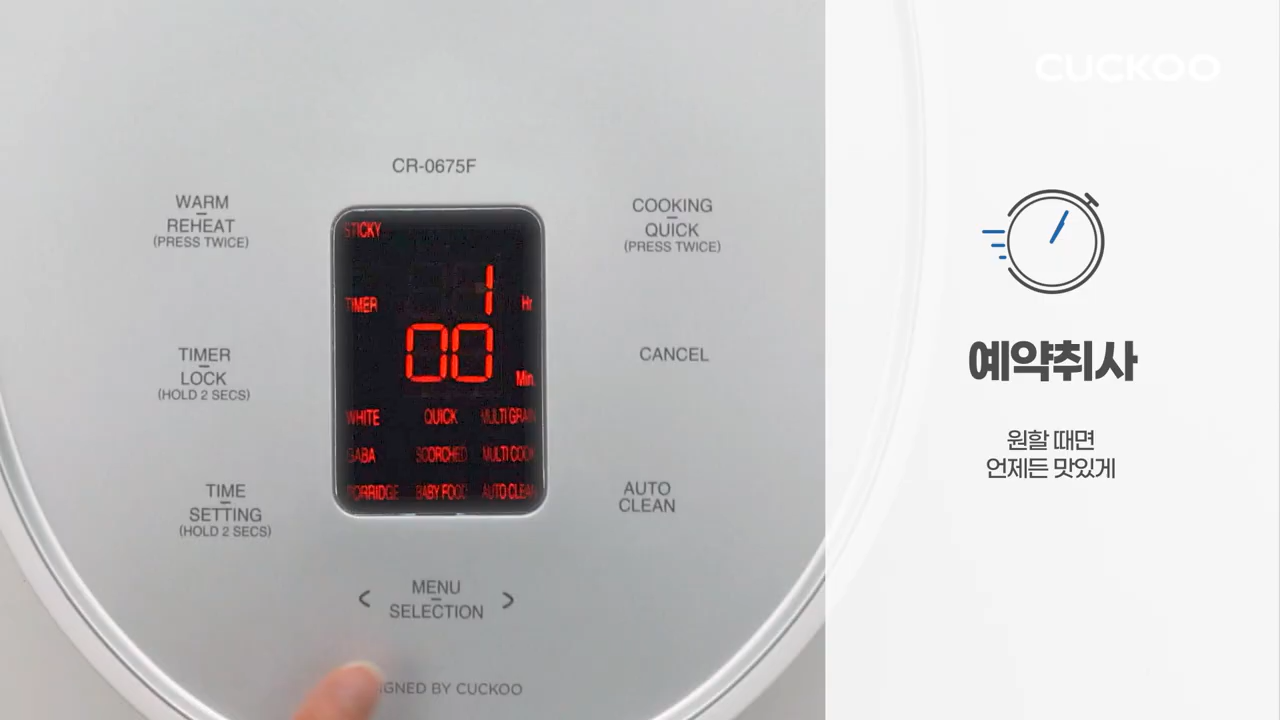 CUCKOO
CR-0675F
WARM
REHEAT
(PRESS TWICE)
COOKING
QUICK
(PRESS TWICE)
STICKY
TIMER
1 Hr
00 Min.
TIMER
LOCK
(HOLD 2 SECS)
CANCEL
WHITE QUICK MULTI GRAIN
GABA SCORCHED MULTI COOK
PORRIDGE BABY FOOD AUTO CLEAN
TIME
SETTING
(HOLD 2 SECS)
AUTO
CLEAN
< MENU >
SELECTION
BY CUCKOO
예약취사
원할 때면
언제든 맛있게